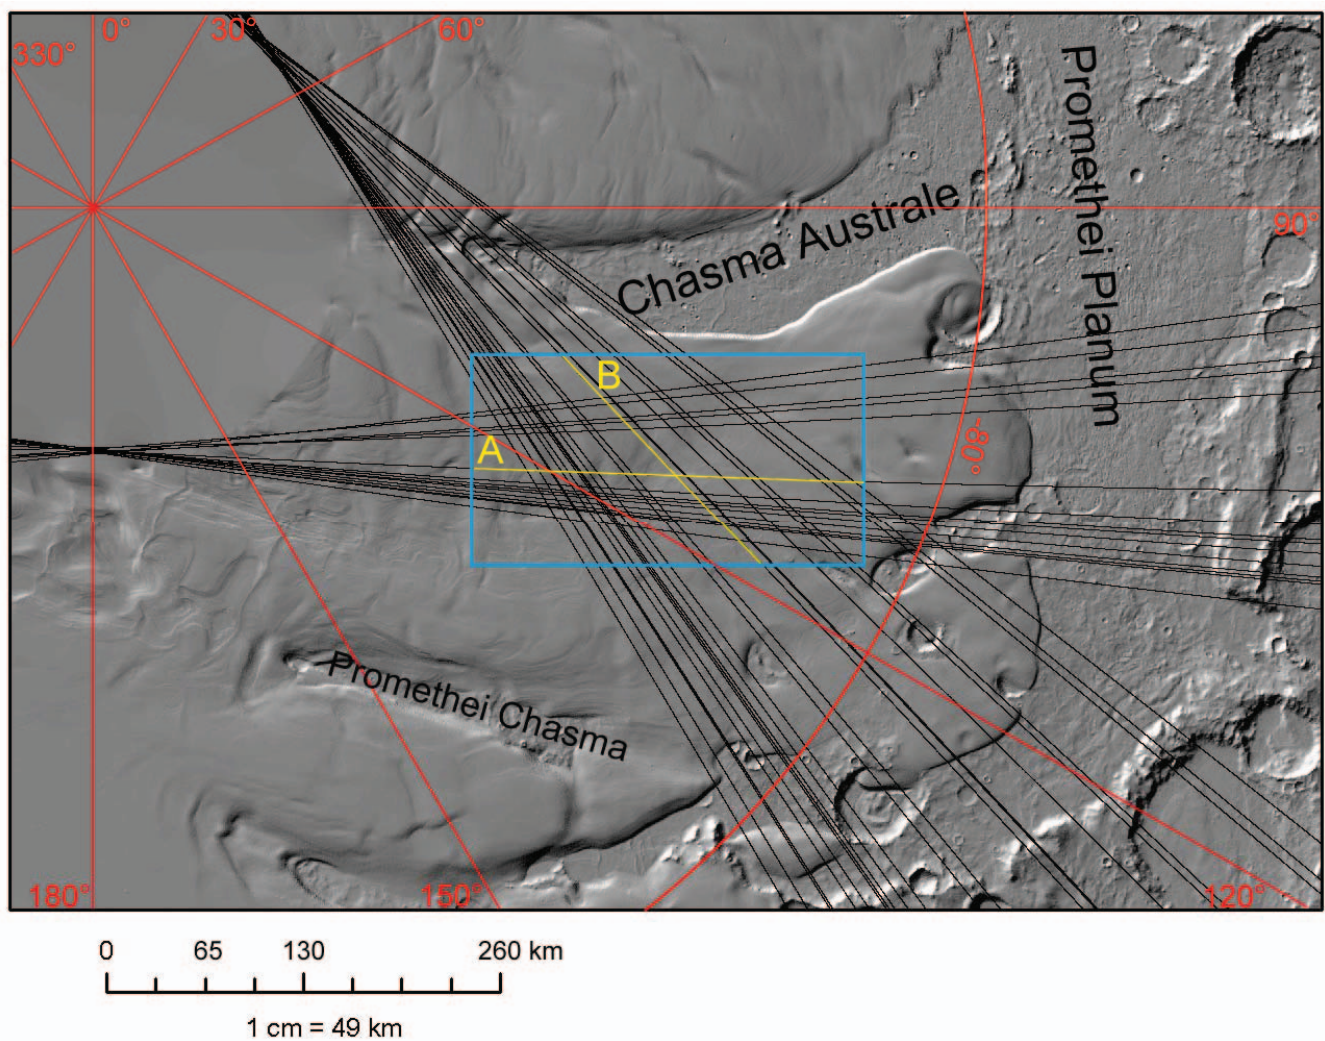 0° 30° 60°
330°
Promethei Planum
Chasma Australe
90°
B
A
-80°
Promethei Chasma
180° 150° 120°
0 65 130 260 km
1 cm = 49 km